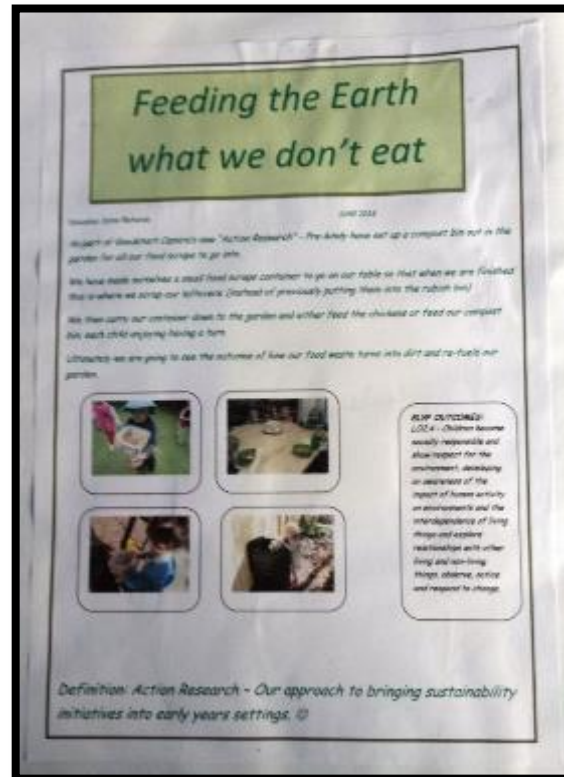 Feeding the Earth
what we don't eat
JUNE
As part of "Action Research" - Pre-Kindy have set up a compost bin out in the
garden for all our food scraps to go into.
We have made ourselves a small food scraps container to go on our table so that when we are finished
this is where we scrap our leftovers. (instead of previously putting them into the rubbish bin)
We then carry our container down to the garden and either feed the chickens or feed our compost
bin, each child enjoying having a turn.
Ultimately we are going to see the outcome of how our food waste turns into dirt and re-fuels our
garden.
OUTCOMES:
LO2.4 - Children become
socially responsible and
show respect for the
environment, developing
an awareness of the
impact of human activity
on environments and the
interdependence of living
things and explore
relationships with other
living and non-living
things, observe, notice
and respond to change.
Definition: Action Research - Our approach to bringing sustainability
initiatives into early years settings. ☺